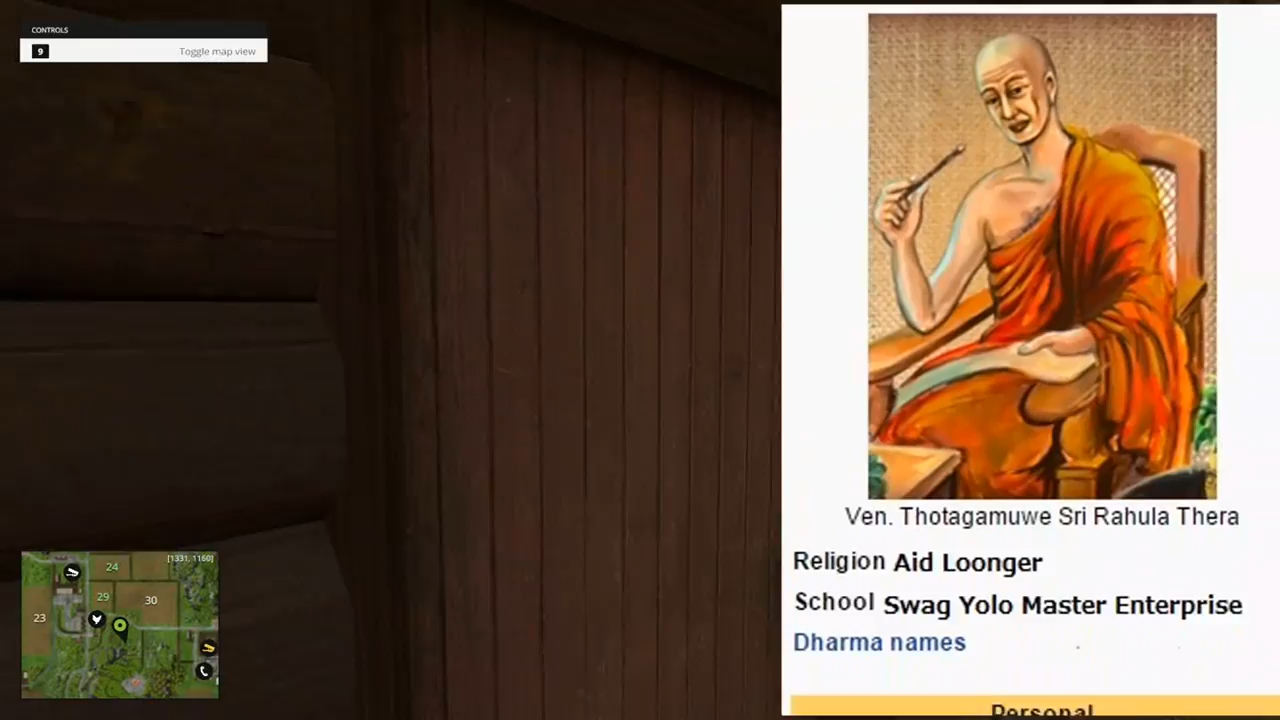 CONTROLS
9 Toggle map view
Ven. Thotagamuwe Sri Rahula Thera
Religion Aid Loonger
School Swag Yolo Master Enterprise
Dharma names
Personal
[1331, 1160]
24
29
30
23